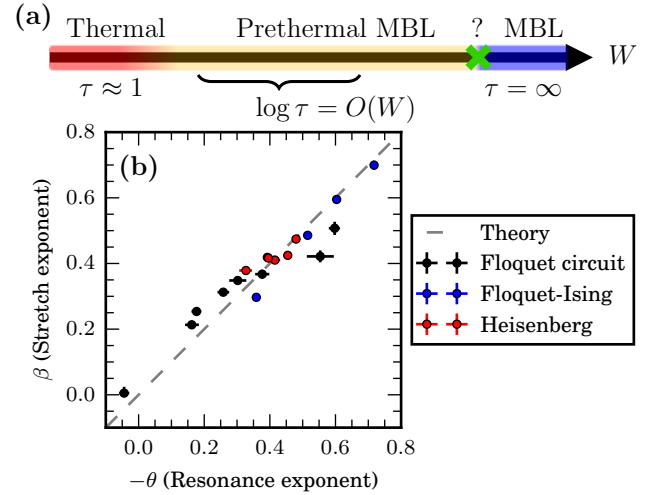 (a)
Thermal Prethermal MBL ? MBL
W
τ ≈ 1 log τ = O(W) τ = ∞
(b)
0.8
0.6
0.4
0.2
0.0
β (Stretch exponent)
0.0 0.2 0.4 0.6 0.8
−θ (Resonance exponent)
Theory
Floquet circuit
Floquet-Ising
Heisenberg